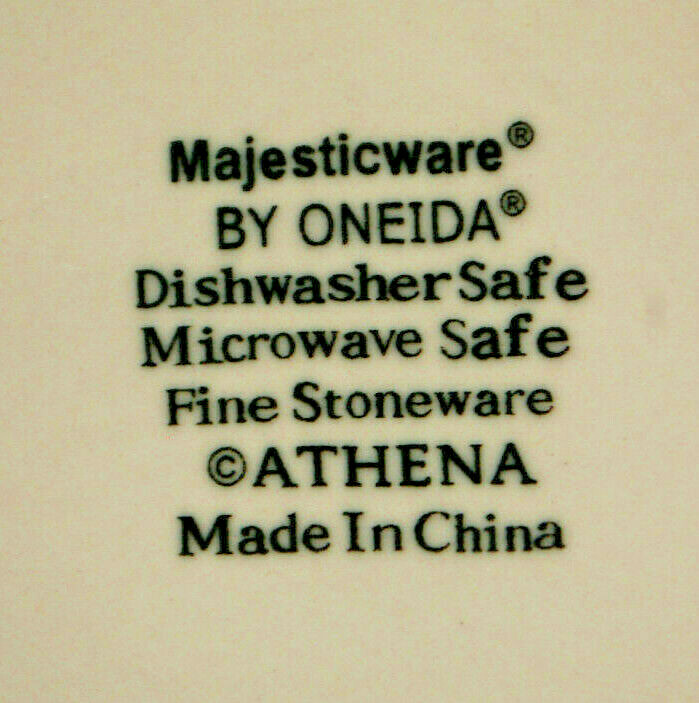 Majesticware®
BY ONEIDA®
Dishwasher Safe
Microwave Safe
Fine Stoneware
©ATHENA
Made In China